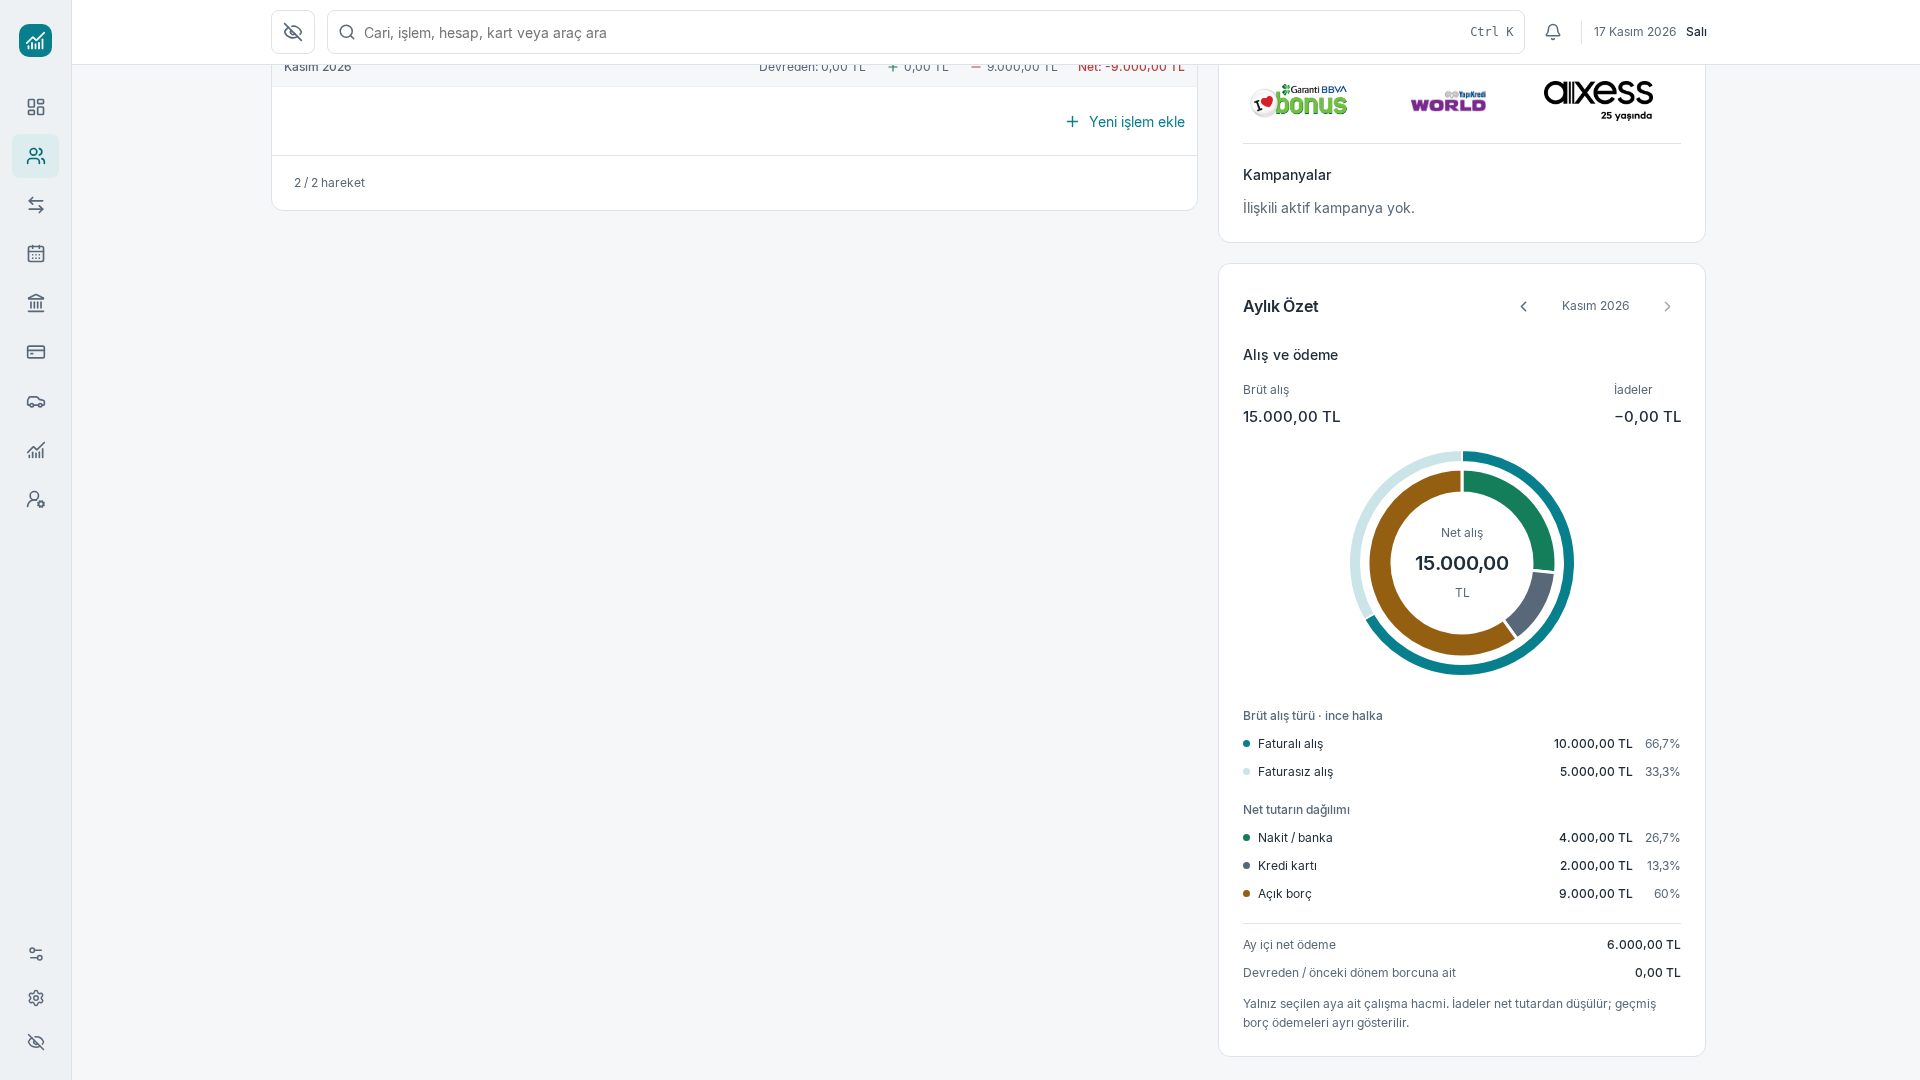 Cari, işlem, hesap, kart veya araç ara
Ctrl K
17 Kasım 2026 Salı
Kasım 2026
Devreden: 0,00 TL
+ 0,00 TL
− 9.000,00 TL
Net: -9.000,00 TL
+ Yeni işlem ekle
2 / 2 hareket
I
Garanti BBVA
bonus
YapıKredi
WORLD
axess
25 yaşında
Kampanyalar
İlişkili aktif kampanya yok.
Aylık Özet
Kasım 2026
Alış ve ödeme
Brüt alış
İadeler
15.000,00 TL
−0,00 TL
Net alış
15.000,00
TL
Brüt alış türü · ince halka
Faturalı alış 10.000,00 TL 66,7%
Faturasız alış 5.000,00 TL 33,3%
Net tutarın dağılımı
Nakit / banka 4.000,00 TL 26,7%
Kredi kartı 2.000,00 TL 13,3%
Açık borç 9.000,00 TL 60%
Ay içi net ödeme 6.000,00 TL
Devreden / önceki dönem borcuna ait 0,00 TL
Yalnız seçilen aya ait çalışma hacmi. İadeler net tutardan düşülür; geçmiş
borç ödemeleri ayrı gösterilir.